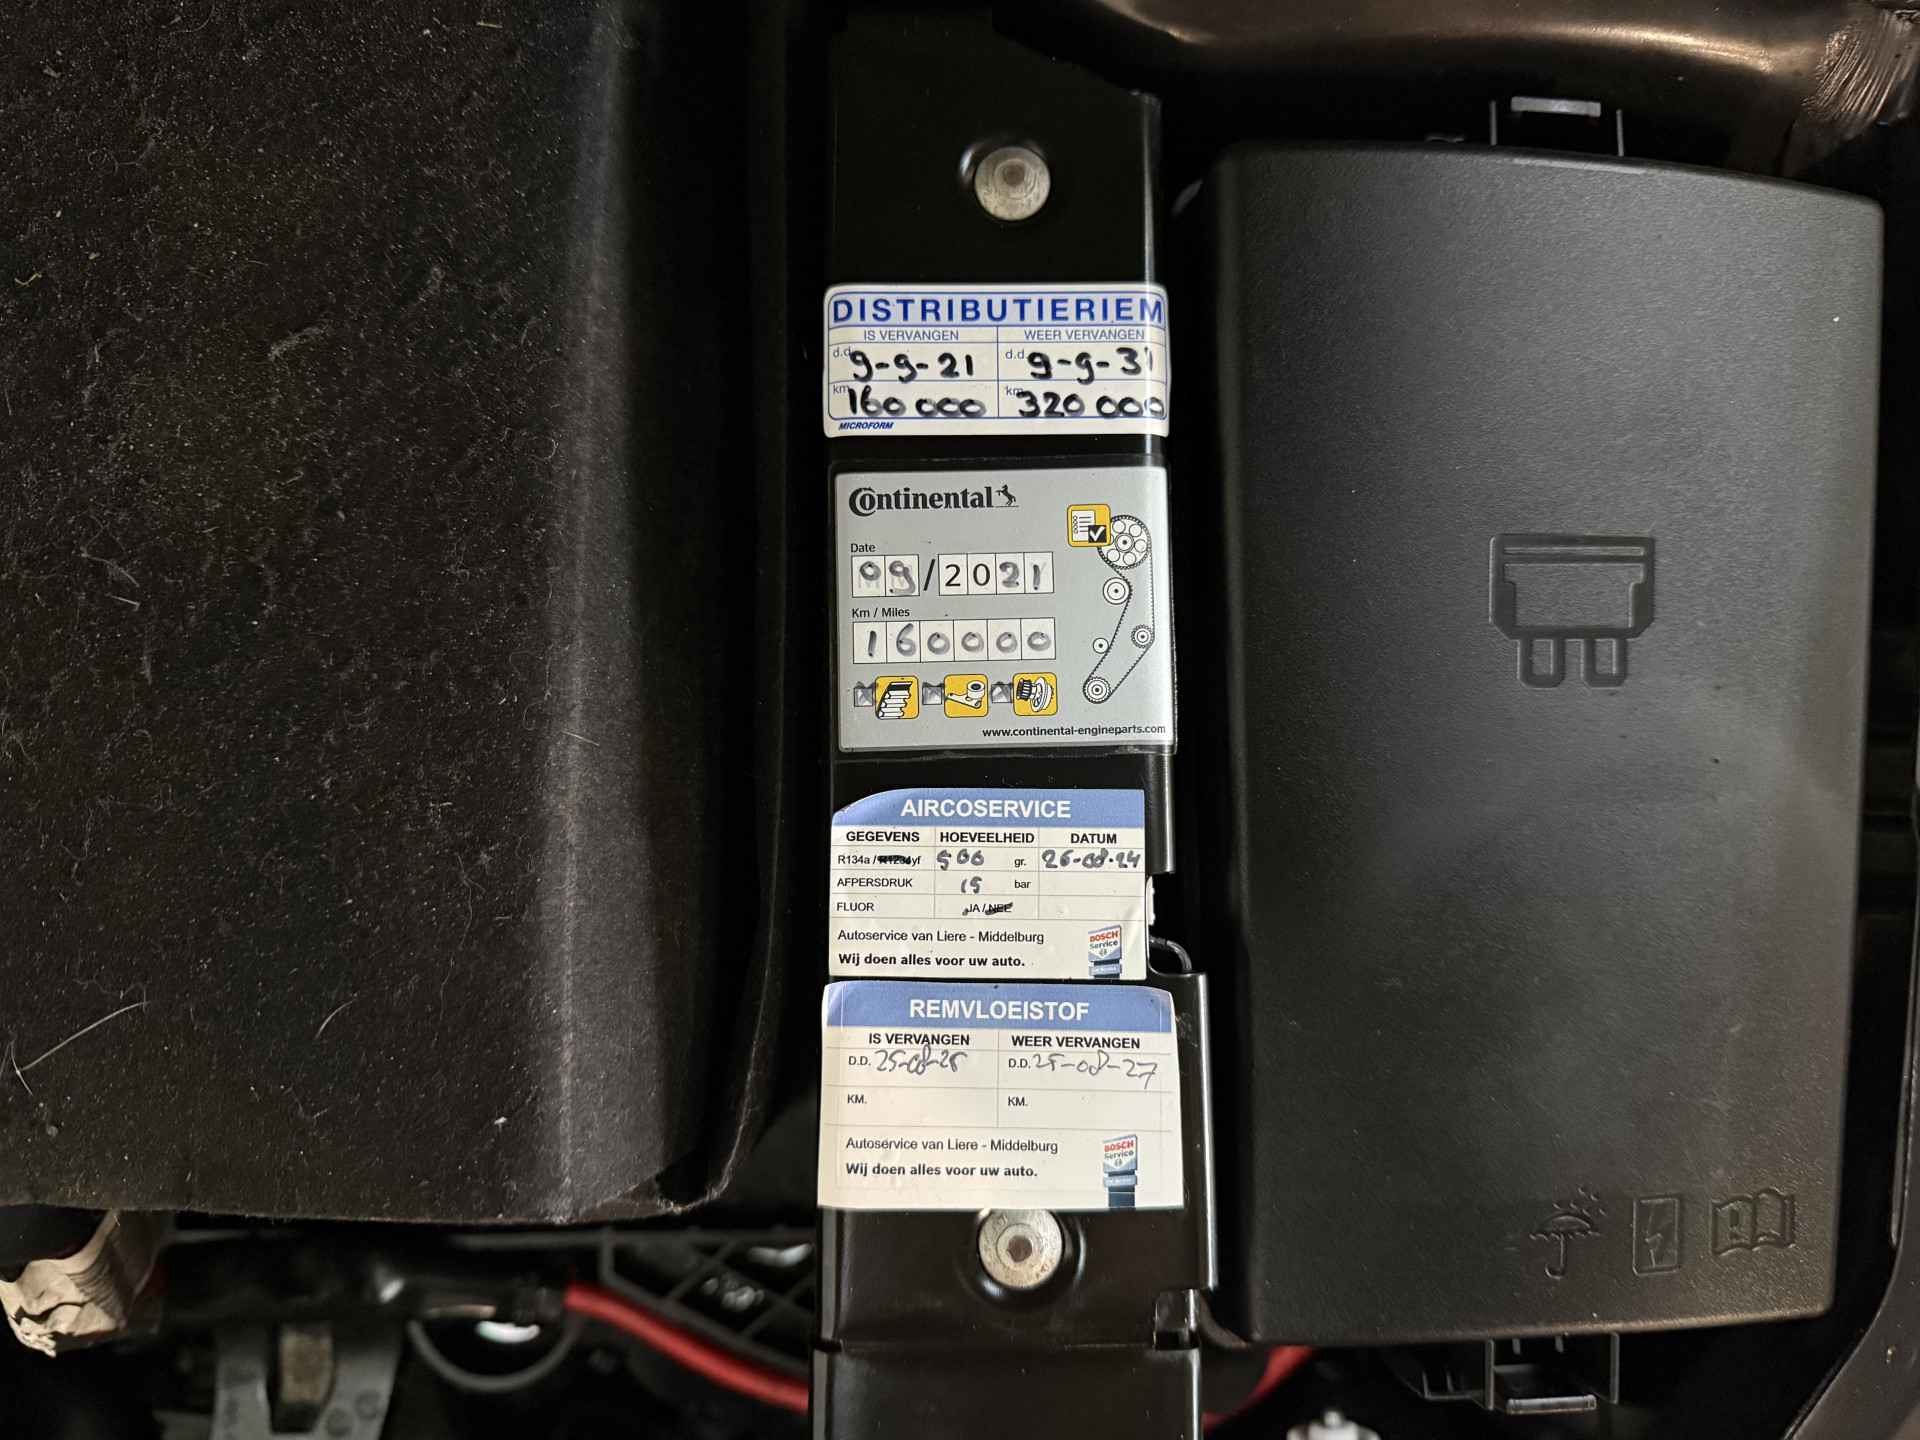 DISTRIBUTIERIEM
IS VERVANGEN WEER VERVANGEN
d.d 9-9-21 d.d. 9-9-31
km 160 000 km 320 000
MICROFORM
Continental
Date
09/2021
Km / Miles
160000
www.continental-engineparts.com
AIRCOSERVICE
GEGEVENS HOEVEELHEID DATUM
R134a / R1234yf 500 gr. 26-08-24
AFPERSDRUK 15 bar
FLUOR JA / NEE
Autoservice van Liere - Middelburg
Wij doen alles voor uw auto.
BOSCH
Service
REMVLOEISTOF
IS VERVANGEN WEER VERVANGEN
D.D. 25-08-25 D.D. 25-08-27
KM. KM.
Autoservice van Liere - Middelburg
Wij doen alles voor uw auto.
BOSCH
Service